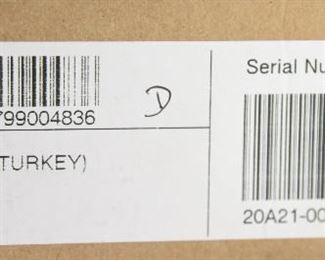 799004836
D
TURKEY)
Serial Nu
20A21-00